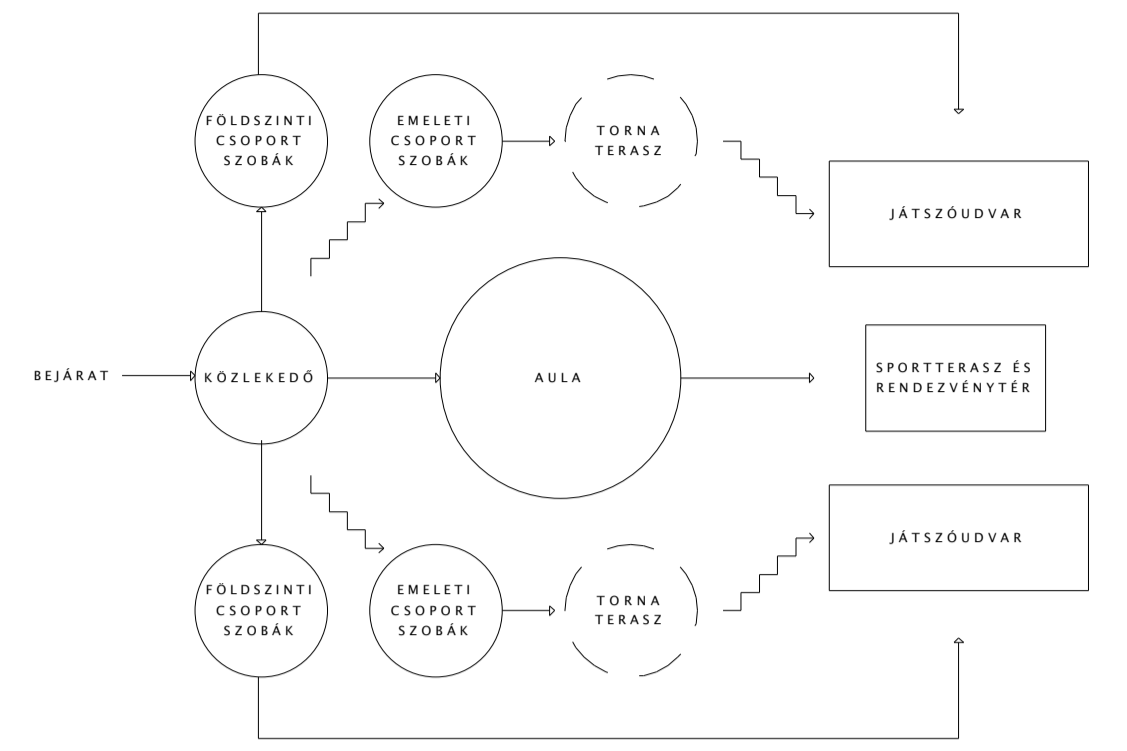 FÖLDSZINTI
CSOPORT
SZOBÁK
EMELETI
CSOPORT
SZOBÁK
TORNA
TERASZ
JÁTSZÓUDVAR
BEJÁRAT
KÖZLEKEDŐ
AULA
SPORTTERASZ ÉS
RENDEZVÉNYTÉR
JÁTSZÓUDVAR
FÖLDSZINTI
CSOPORT
SZOBÁK
EMELETI
CSOPORT
SZOBÁK
TORNA
TERASZ